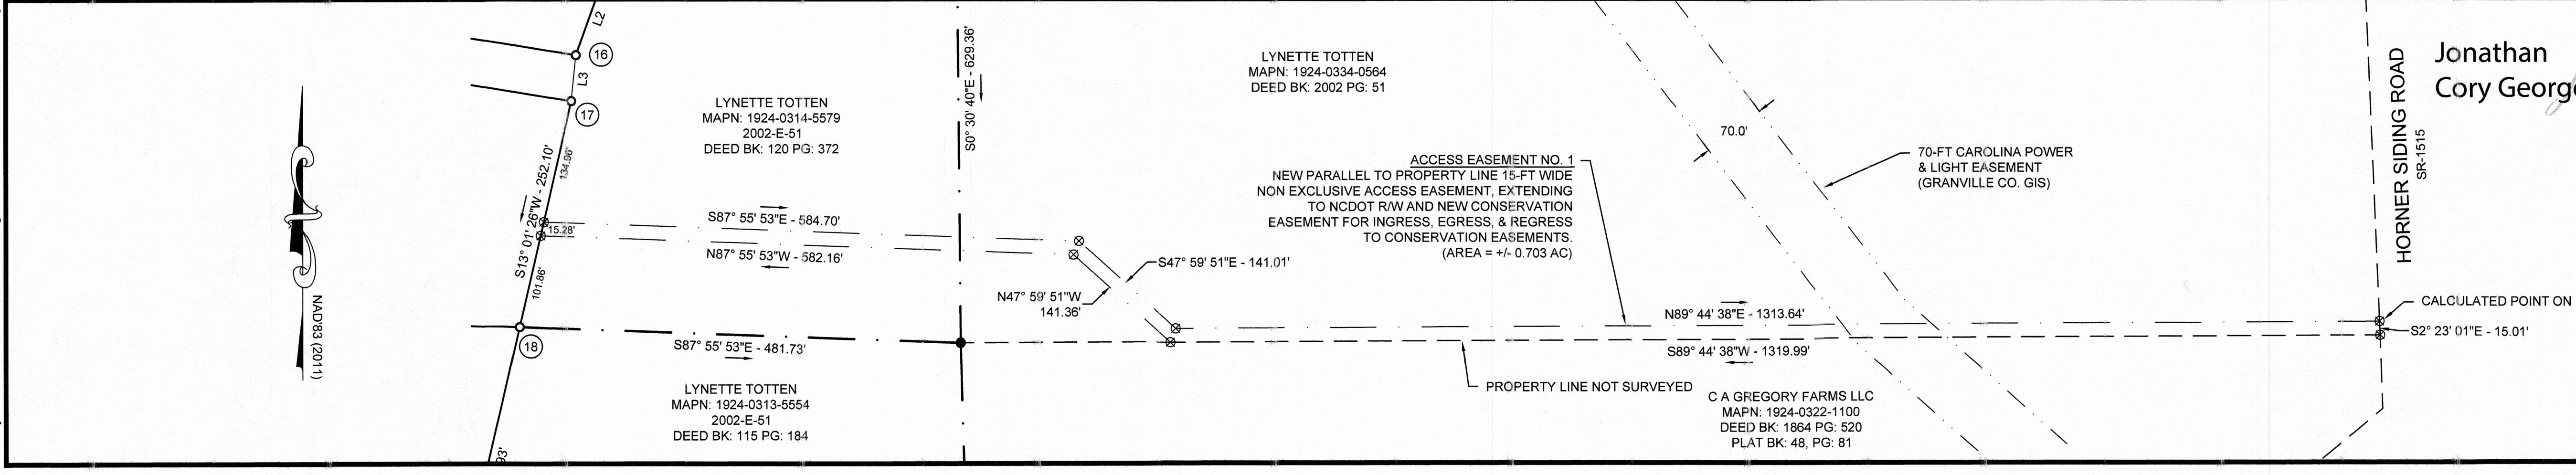 L2
16
L3
17
NAD'83 (2011)
S13° 01' 26"W - 252.10'
134.96'
15.28'
101.86'
18
93'
LYNETTE TOTTEN
MAPN: 1924-0314-5579
2002-E-51
DEED BK: 120 PG: 372
S87° 55' 53"E - 584.70'
N87° 55' 53"W - 582.16'
S87° 55' 53"E - 481.73'
LYNETTE TOTTEN
MAPN: 1924-0313-5554
2002-E-51
DEED BK: 115 PG: 184
S0° 30' 40"E - 629.36'
LYNETTE TOTTEN
MAPN: 1924-0334-0564
DEED BK: 2002 PG: 51
ACCESS EASEMENT NO. 1
NEW PARALLEL TO PROPERTY LINE 15-FT WIDE
NON EXCLUSIVE ACCESS EASEMENT, EXTENDING
TO NCDOT R/W AND NEW CONSERVATION
EASEMENT FOR INGRESS, EGRESS, & REGRESS
TO CONSERVATION EASEMENTS.
(AREA = +/- 0.703 AC)
S47° 59' 51"E - 141.01'
N47° 59' 51"W
141.36'
70.0'
70-FT CAROLINA POWER
& LIGHT EASEMENT
(GRANVILLE CO. GIS)
N89° 44' 38"E - 1313.64'
S89° 44' 38"W - 1319.99'
PROPERTY LINE NOT SURVEYED
C A GREGORY FARMS LLC
MAPN: 1924-0322-1100
DEED BK: 1864 PG: 520
PLAT BK: 48, PG: 81
HORNER SIDING ROAD
SR-1515
Jonathan
Cory George
CALCULATED POINT ON
S2° 23' 01"E - 15.01'